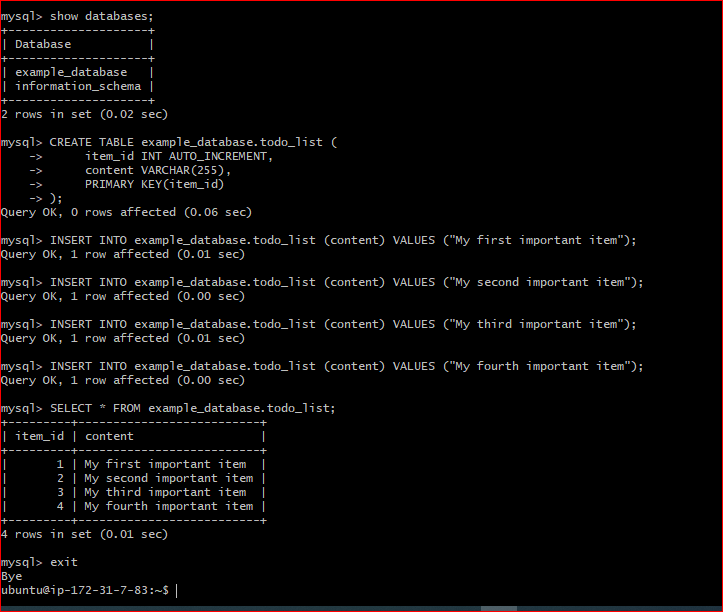 mysql> show databases;
+--------------------+
| Database           |
+--------------------+
| example_database   |
| information_schema |
+--------------------+
2 rows in set (0.02 sec)
mysql> CREATE TABLE example_database.todo_list (
    ->      item_id INT AUTO_INCREMENT,
    ->      content VARCHAR(255),
    ->      PRIMARY KEY(item_id)
    -> );
Query OK, 0 rows affected (0.06 sec)
mysql> INSERT INTO example_database.todo_list (content) VALUES ("My first important item");
Query OK, 1 row affected (0.01 sec)
mysql> INSERT INTO example_database.todo_list (content) VALUES ("My second important item");
Query OK, 1 row affected (0.00 sec)
mysql> INSERT INTO example_database.todo_list (content) VALUES ("My third important item");
Query OK, 1 row affected (0.01 sec)
mysql> INSERT INTO example_database.todo_list (content) VALUES ("My fourth important item");
Query OK, 1 row affected (0.00 sec)
mysql> SELECT * FROM example_database.todo_list;
+---------+--------------------------+
| item_id | content                  |
+---------+--------------------------+
|       1 | My first important item  |
|       2 | My second important item |
|       3 | My third important item  |
|       4 | My fourth important item |
+---------+--------------------------+
4 rows in set (0.01 sec)
mysql> exit
Bye
ubuntu@ip-172-31-7-83:~$